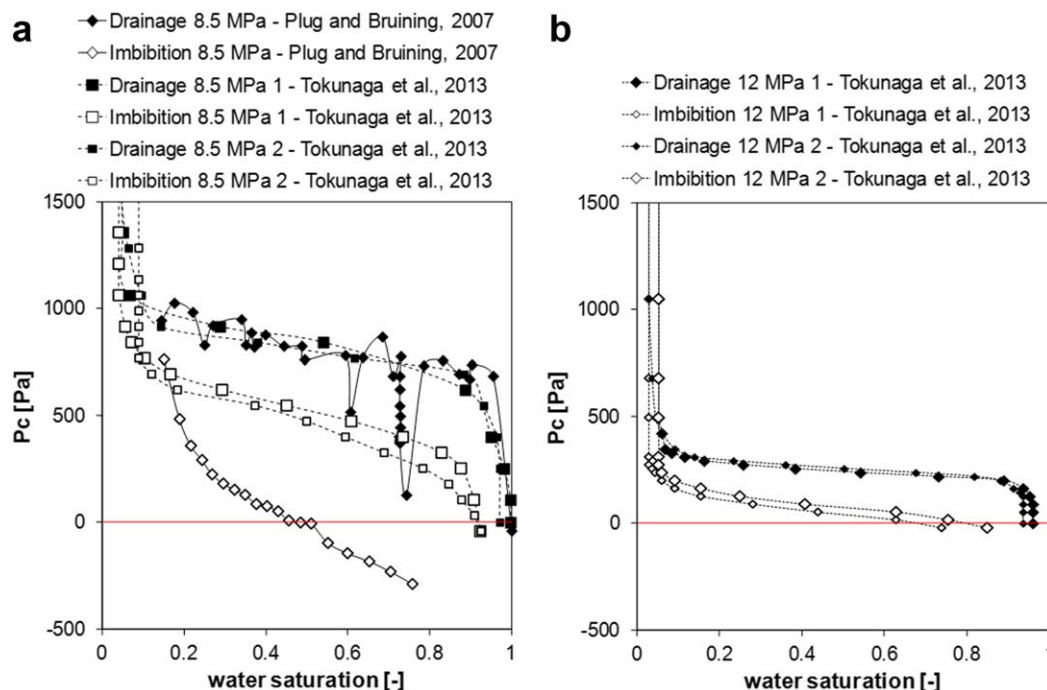 a
Drainage 8.5 MPa - Plug and Bruining, 2007
Imbibition 8.5 MPa - Plug and Bruining, 2007
Drainage 8.5 MPa 1 - Tokunaga et al., 2013
Imbibition 8.5 MPa 1 - Tokunaga et al., 2013
Drainage 8.5 MPa 2 - Tokunaga et al., 2013
Imbibition 8.5 MPa 2 - Tokunaga et al., 2013
1500
1000
500
0
-500
Pc [Pa]
0
0.2
0.4
0.6
0.8
1
water saturation [-]
b
Drainage 12 MPa 1 - Tokunaga et al., 2013
Imbibition 12 MPa 1 - Tokunaga et al., 2013
Drainage 12 MPa 2 - Tokunaga et al., 2013
Imbibition 12 MPa 2 - Tokunaga et al., 2013
1500
1000
500
0
-500
Pc [Pa]
0
0.2
0.4
0.6
0.8
1
water saturation [-]